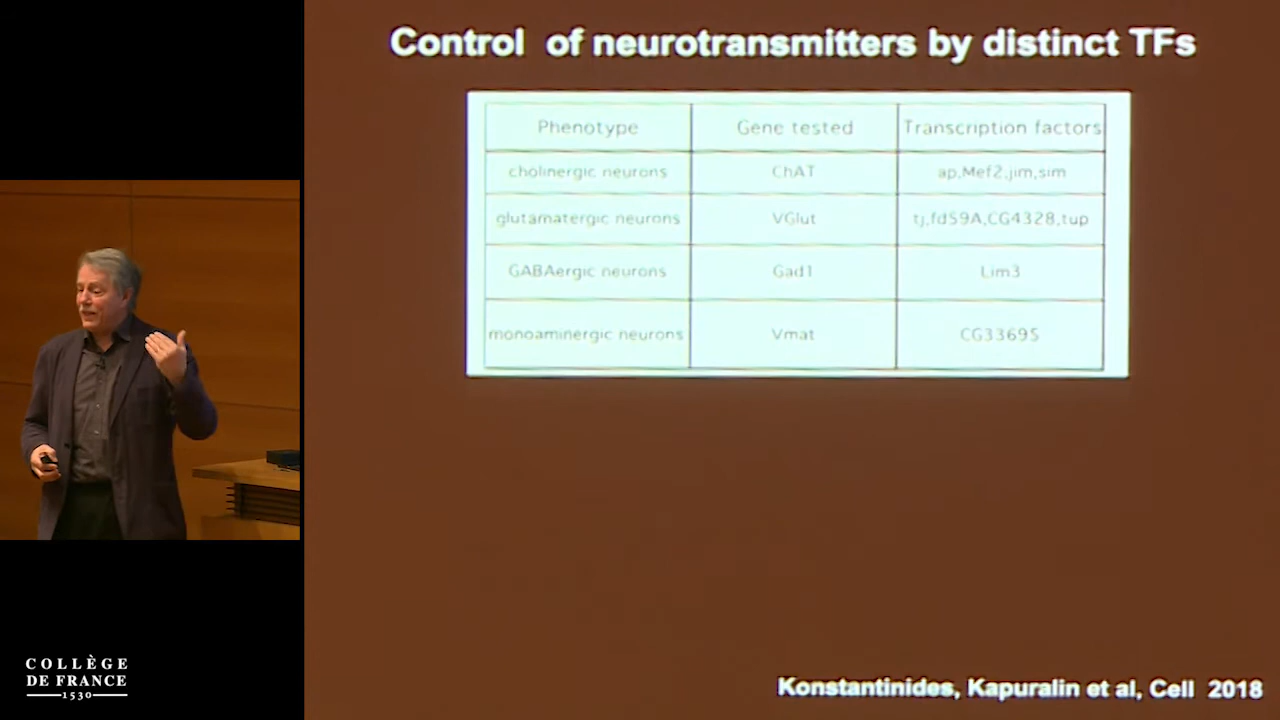 Control of neurotransmitters by distinct TFs
Phenotype Gene tested Transcription factors
cholinergic neurons ChAT ap,Mef2,jim,sim
glutamatergic neurons VGlut tj,fd59A,CG4328,tup
GABAergic neurons Gad1 Lim3
monoaminergic neurons Vmat CG33695
Konstantinides, Kapuralin et al, Cell 2018
COLLÈGE
DE FRANCE
1530